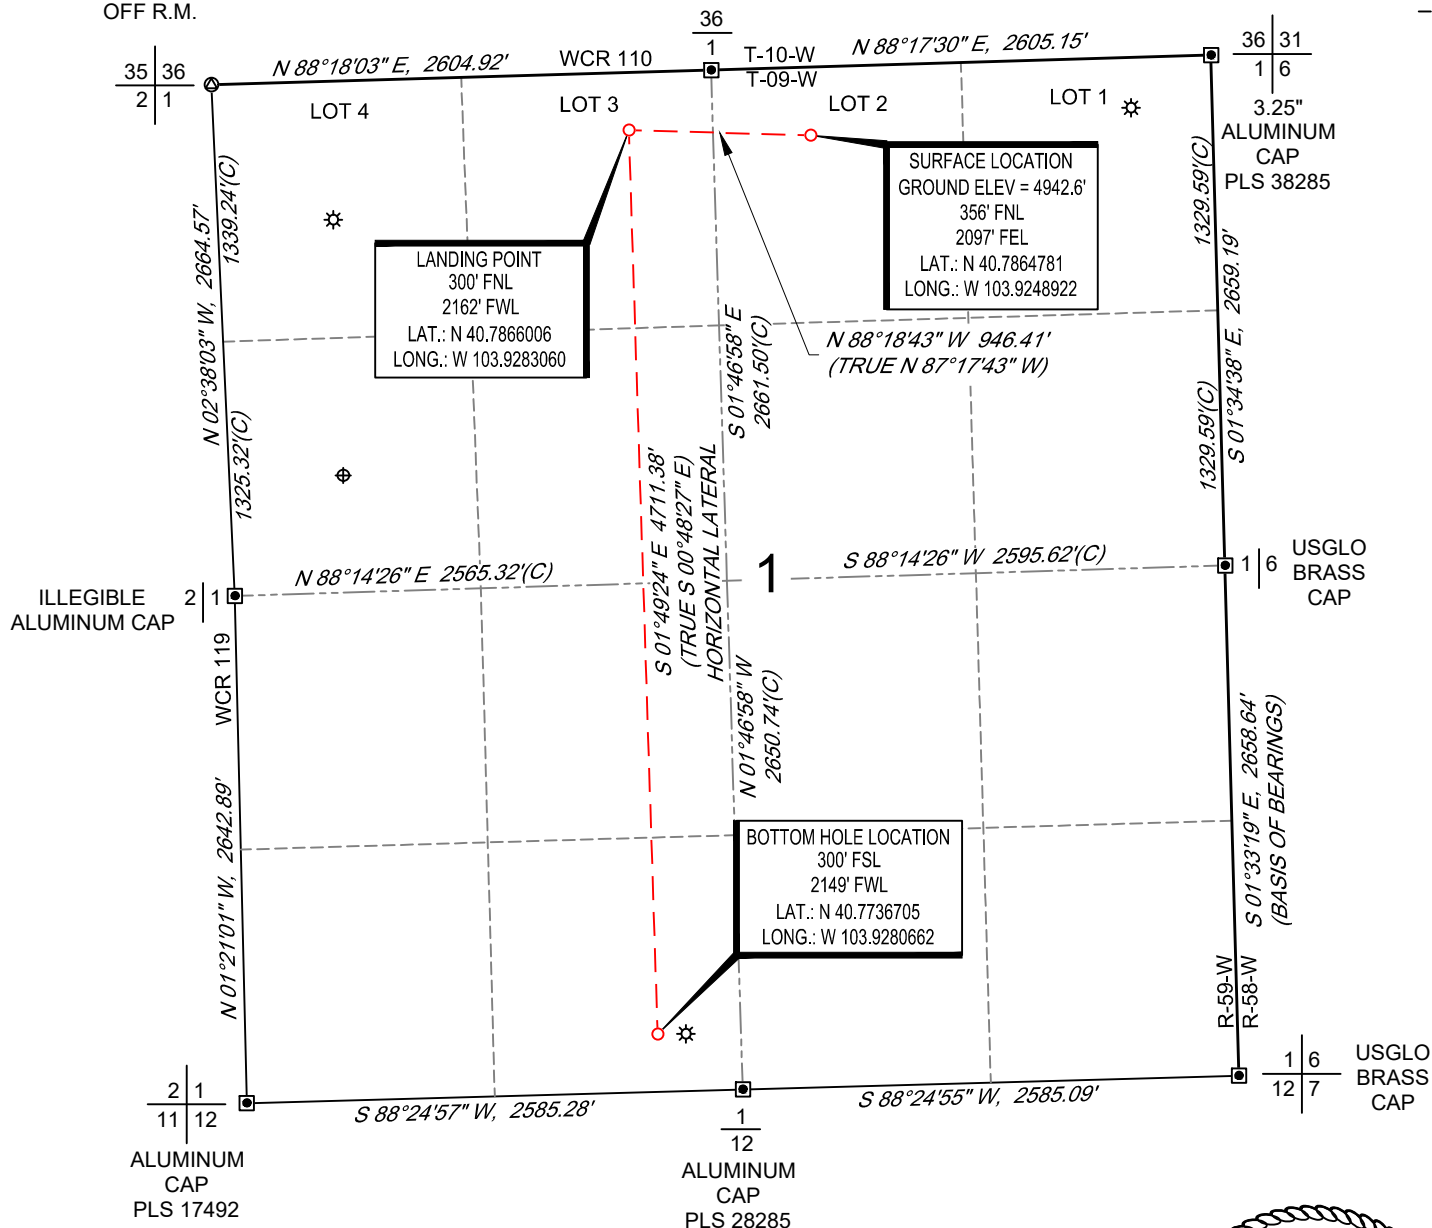 OFF R.M.
36
1
35 36
2 1
N 88°18'03" E, 2604.92'
WCR 110
T-10-W
T-09-W
N 88°17'30" E, 2605.15'
36 31
1 6
3.25"
ALUMINUM
CAP
PLS 38285
LOT 4
LOT 3
LOT 2
LOT 1
SURFACE LOCATION
GROUND ELEV = 4942.6'
356' FNL
2097' FEL
LAT.: N 40.7864781
LONG.: W 103.9248922
LANDING POINT
300' FNL
2162' FWL
LAT.: N 40.7866006
LONG.: W 103.9283060
N 02°38'03" W, 2664.57'
1339.24'(C)
1325.32'(C)
S 01°46'58" E
2661.50'(C)
N 88°18'43" W 946.41'
(TRUE N 87°17'43" W)
1329.59'(C)
1329.59'(C)
S 01°34'38" E, 2659.19'
S 01°49'24" E 4711.38'
(TRUE S 00°48'27" E)
HORIZONTAL LATERAL
N 88°14'26" E 2565.32'(C)
1
S 88°14'26" W 2595.62'(C)
ILLEGIBLE
ALUMINUM CAP
2 1
1 6
USGLO
BRASS
CAP
WCR 119
N 01°46'58" W
2650.74'(C)
N 01°21'01" W, 2642.89'
S 01°33'19" E, 2658.64'
(BASIS OF BEARINGS)
BOTTOM HOLE LOCATION
300' FSL
2149' FWL
LAT.: N 40.7736705
LONG.: W 103.9280662
R-59-W
R-58-W
2 1
11 12
ALUMINUM
CAP
PLS 17492
S 88°24'57" W, 2585.28'
S 88°24'55" W, 2585.09'
1
12
ALUMINUM
CAP
PLS 28285
1 6
12 7
USGLO
BRASS
CAP